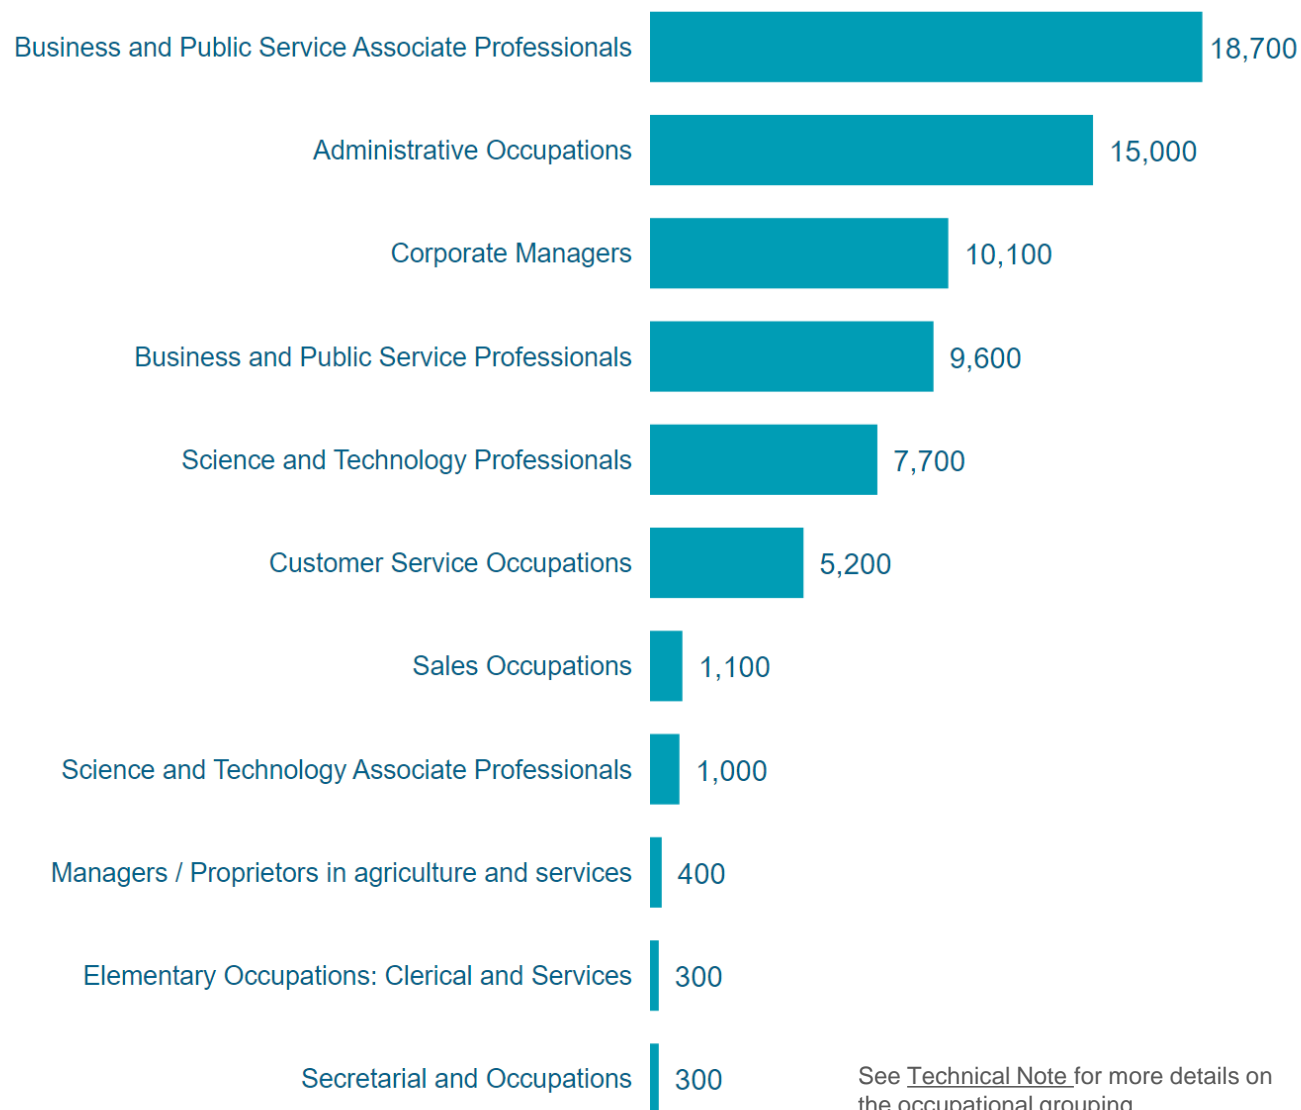 Business and Public Service Associate Professionals 18,700
Administrative Occupations 15,000
Corporate Managers 10,100
Business and Public Service Professionals 9,600
Science and Technology Professionals 7,700
Customer Service Occupations 5,200
Sales Occupations 1,100
Science and Technology Associate Professionals 1,000
Managers / Proprietors in agriculture and services 400
Elementary Occupations: Clerical and Services 300
Secretarial and Occupations 300
See Technical Note for more details on
the occupational grouping